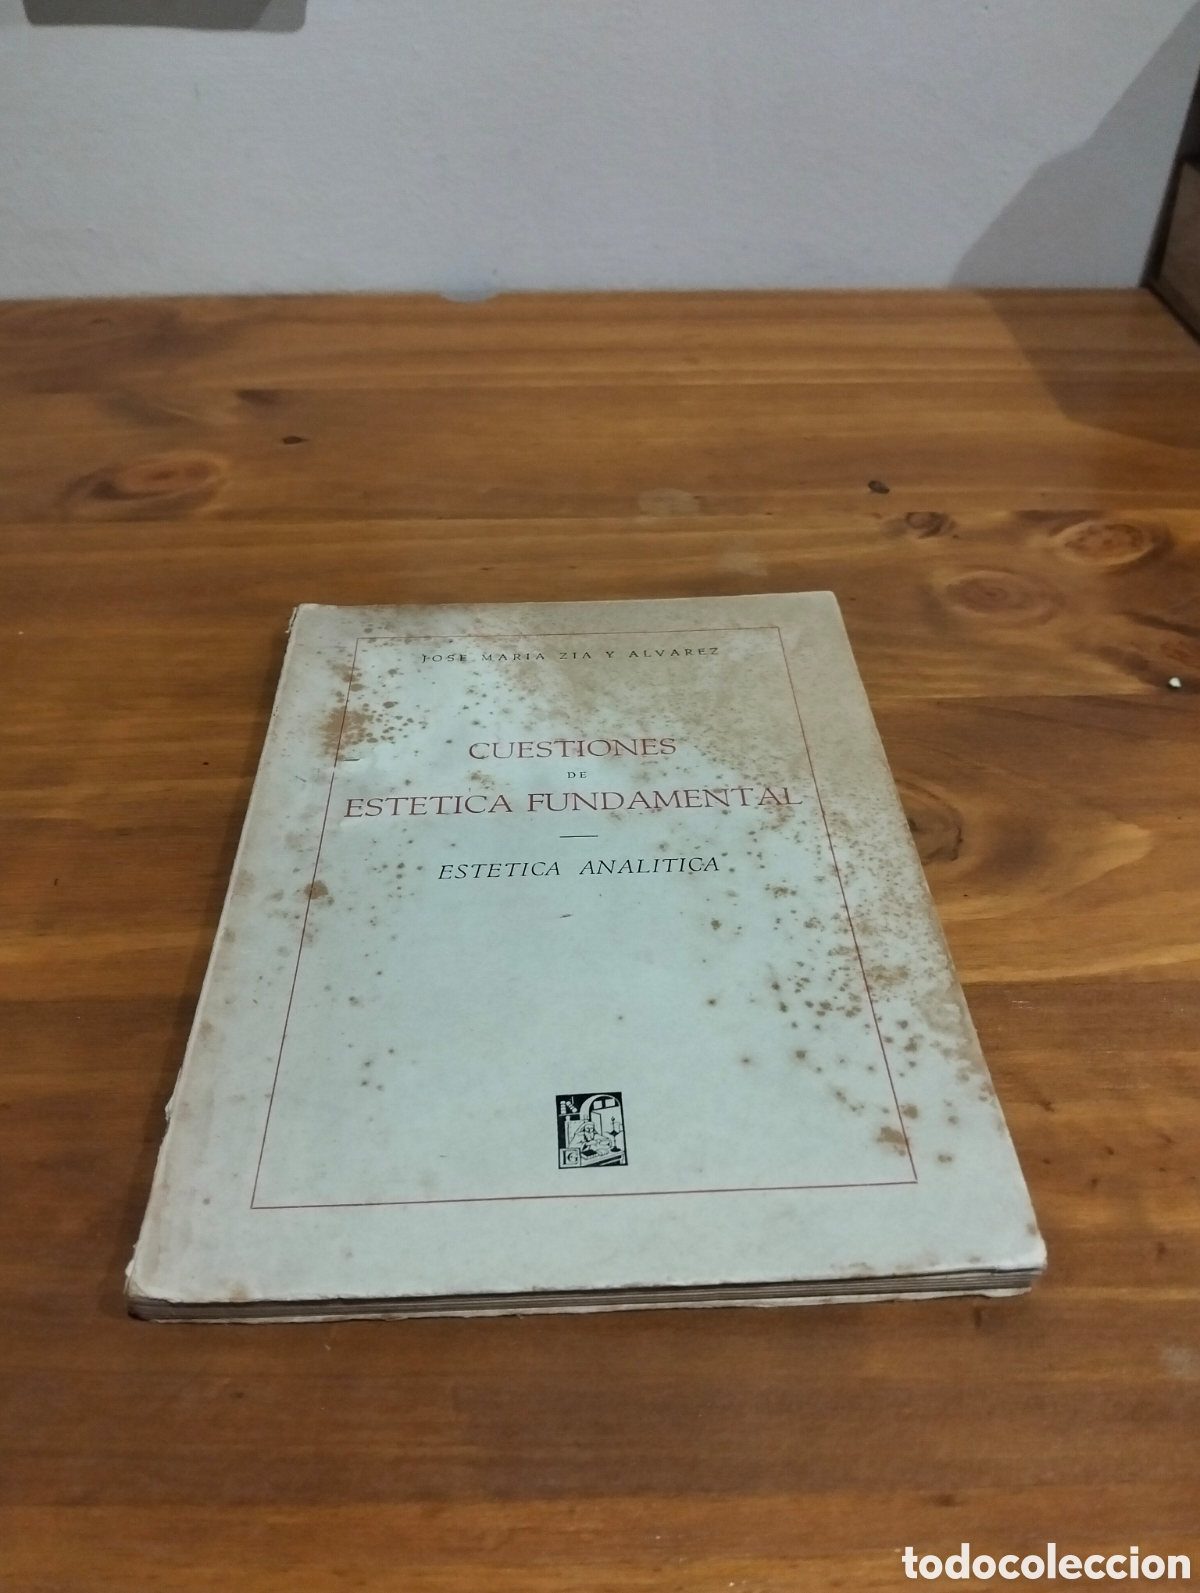 JOSE MARIA ZIA Y ALVAREZ
CUESTIONES
DE
ESTETICA FUNDAMENTAL
ESTETICA ANALITICA
todocoleccion